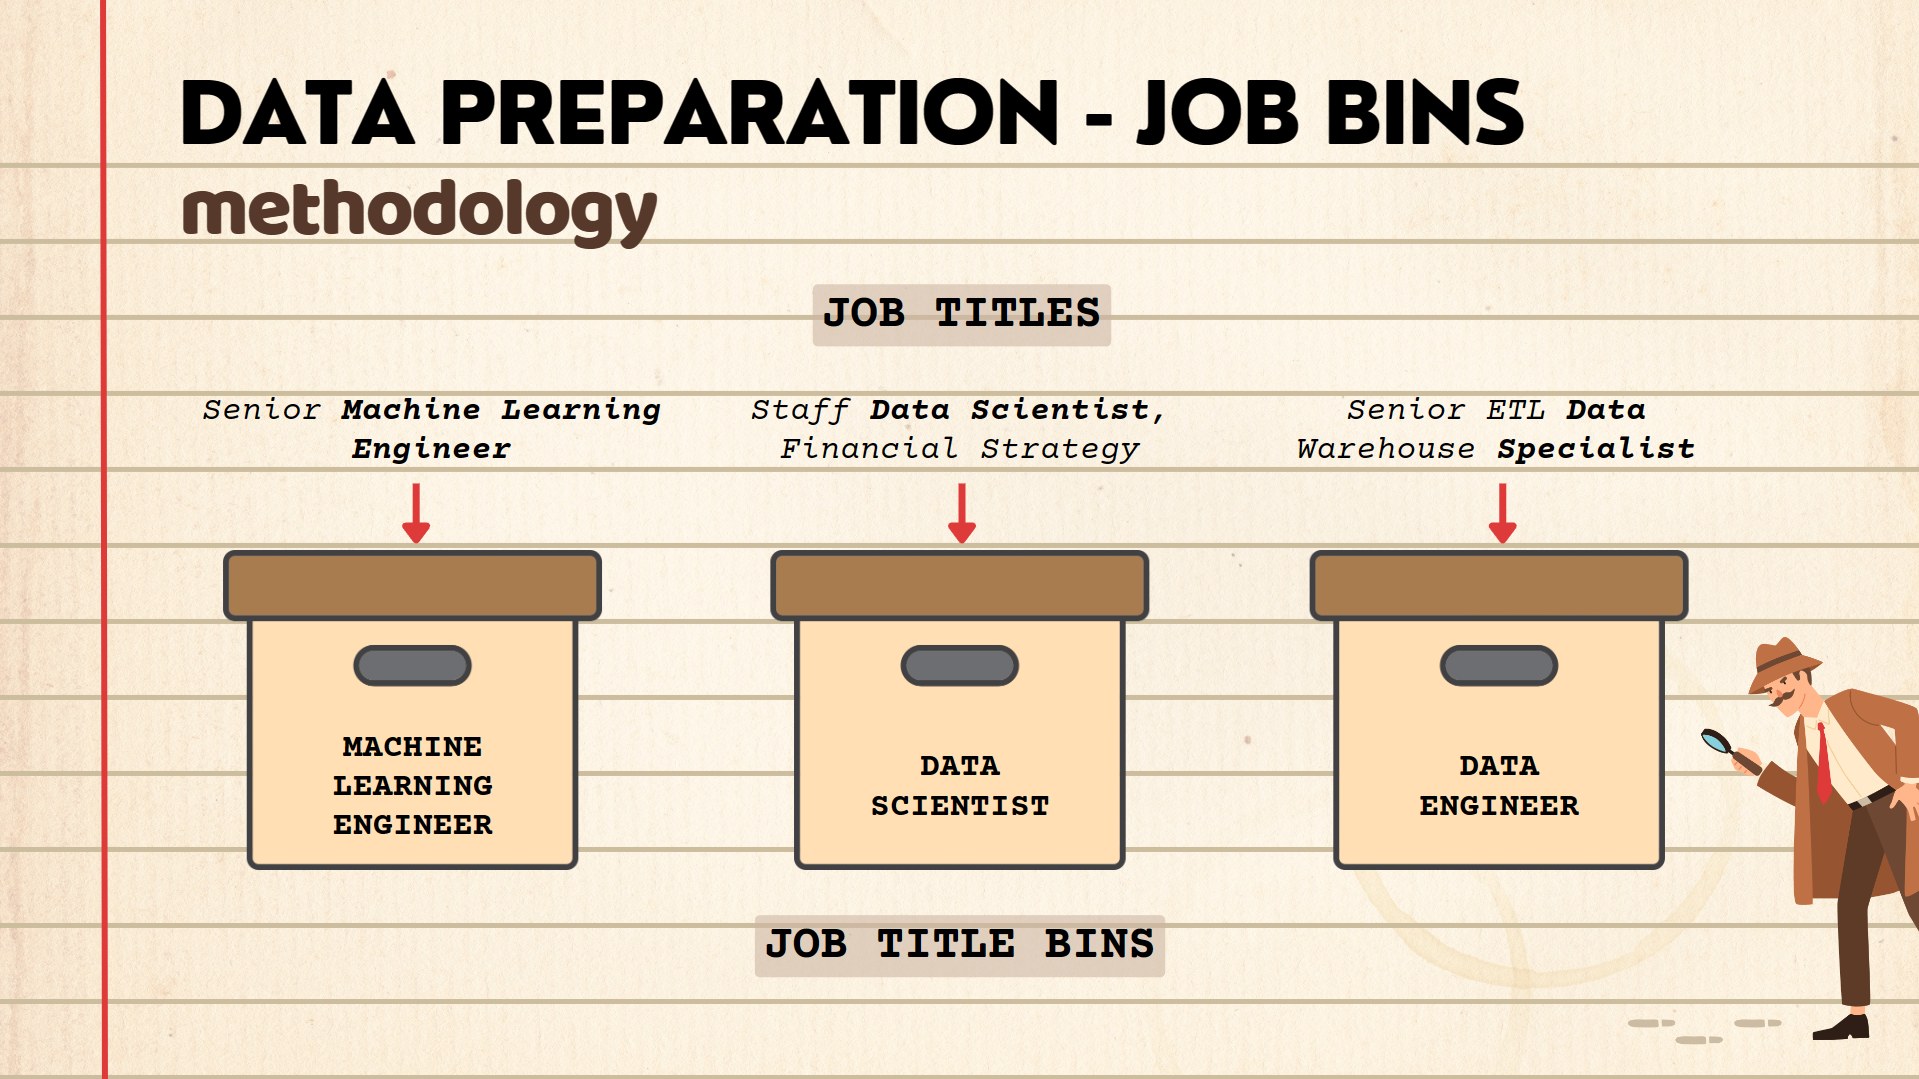 DATA PREPARATION - JOB BINS
methodology
JOB TITLES
Senior Machine Learning
Engineer
Staff Data Scientist,
Financial Strategy
Senior ETL Data
Warehouse Specialist
MACHINE
LEARNING
ENGINEER
DATA
SCIENTIST
DATA
ENGINEER
JOB TITLE BINS